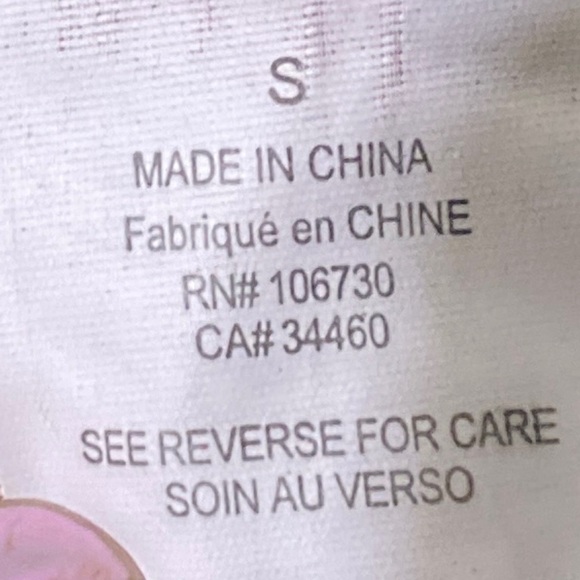 S
MADE IN CHINA
Fabriqué en CHINE
RN# 106730
CA# 34460
SEE REVERSE FOR CARE
SOIN AU VERSO